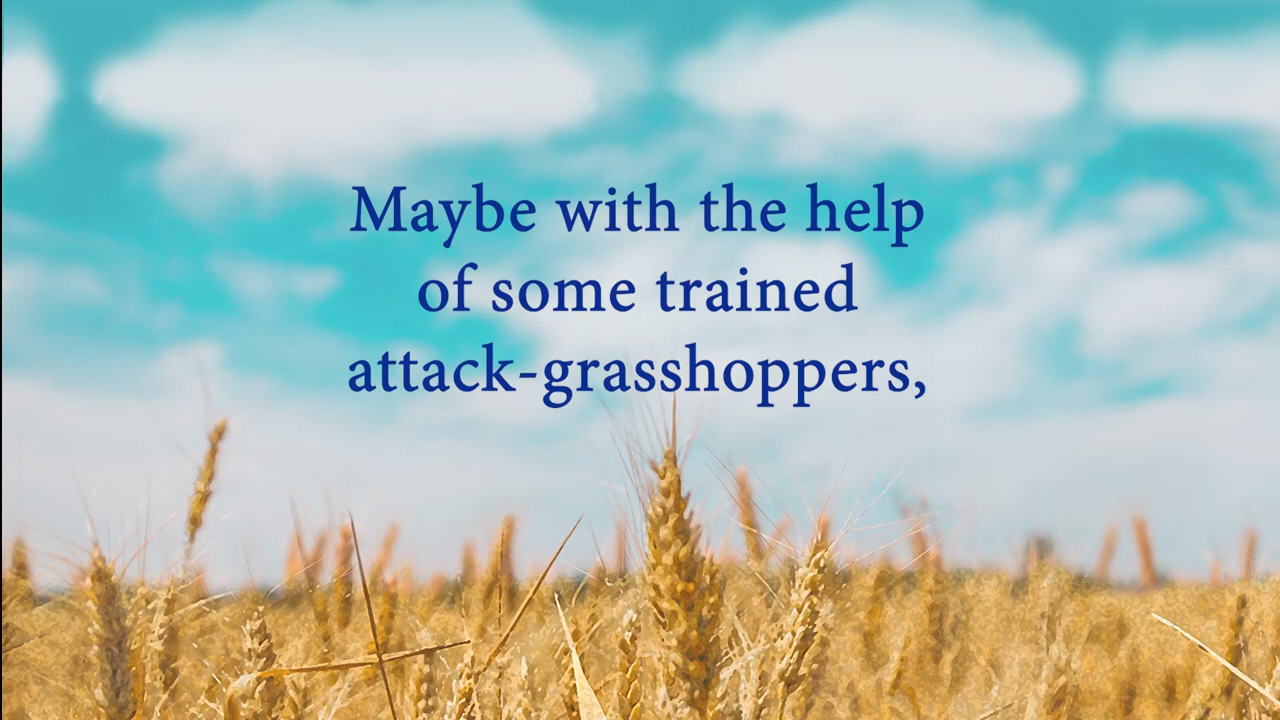 Maybe with the help
of some trained
attack-grasshoppers,